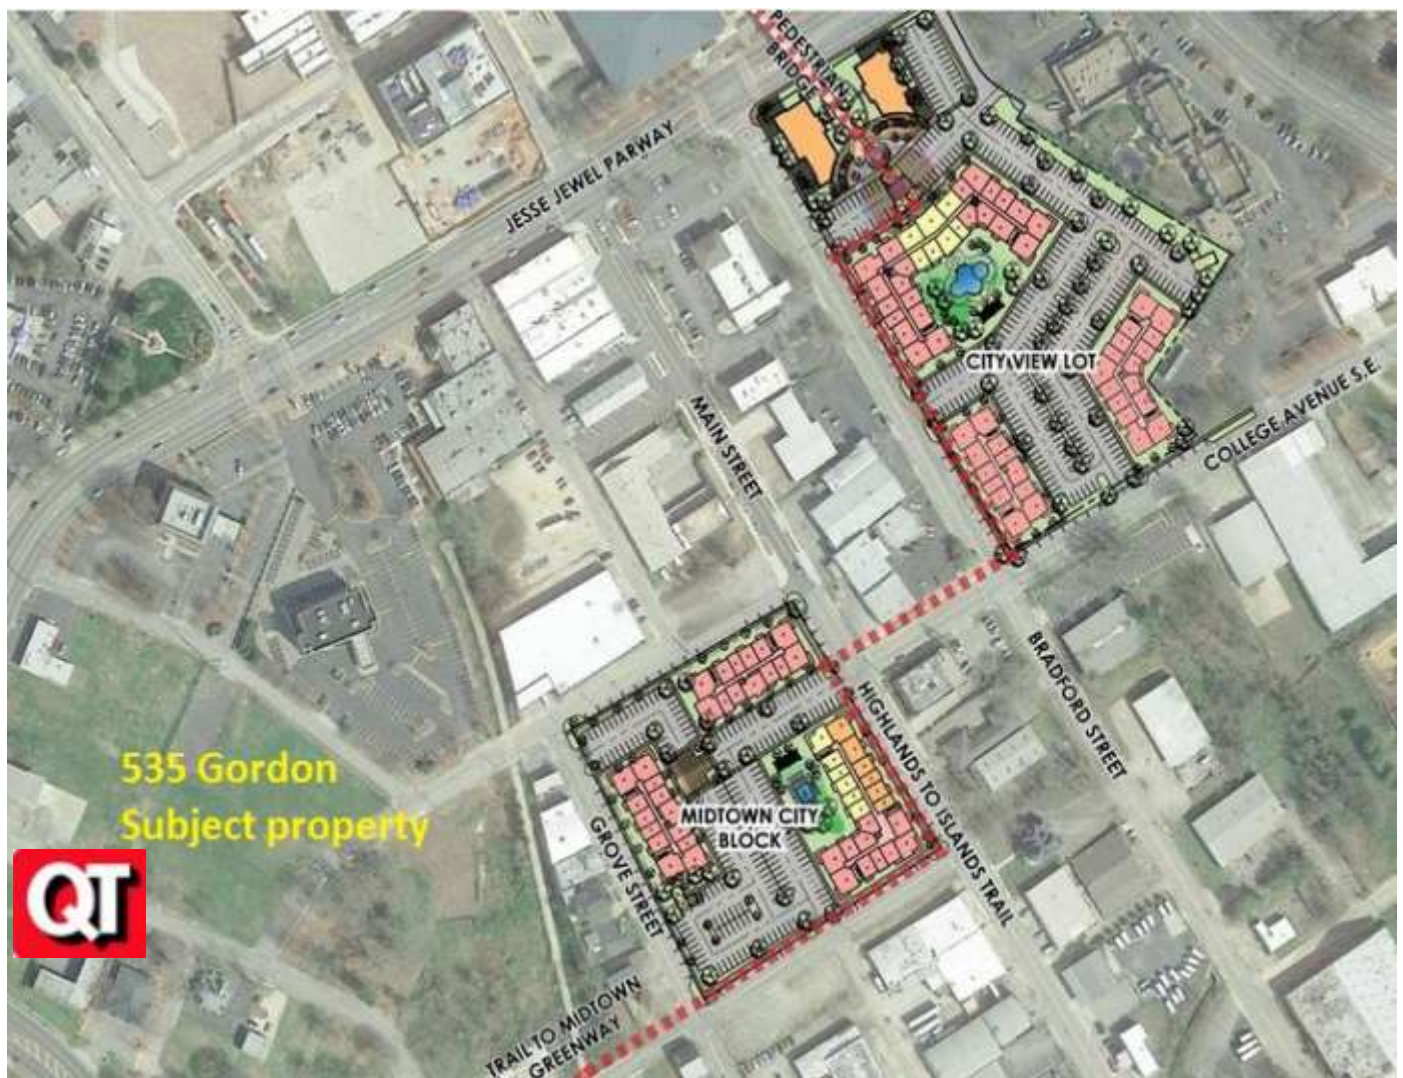 PEDESTRIAN
BRIDGE
JESSE JEWEL PARWAY
CITY VIEW LOT
COLLEGE AVENUE S.E.
MAIN STREET
BRADFORD STREET
HIGHLANDS TO ISLANDS TRAIL
535 Gordon
Subject property
MIDTOWN CITY
BLOCK
GROVE STREET
QT
TRAIL TO MIDTOWN
GREENWAY